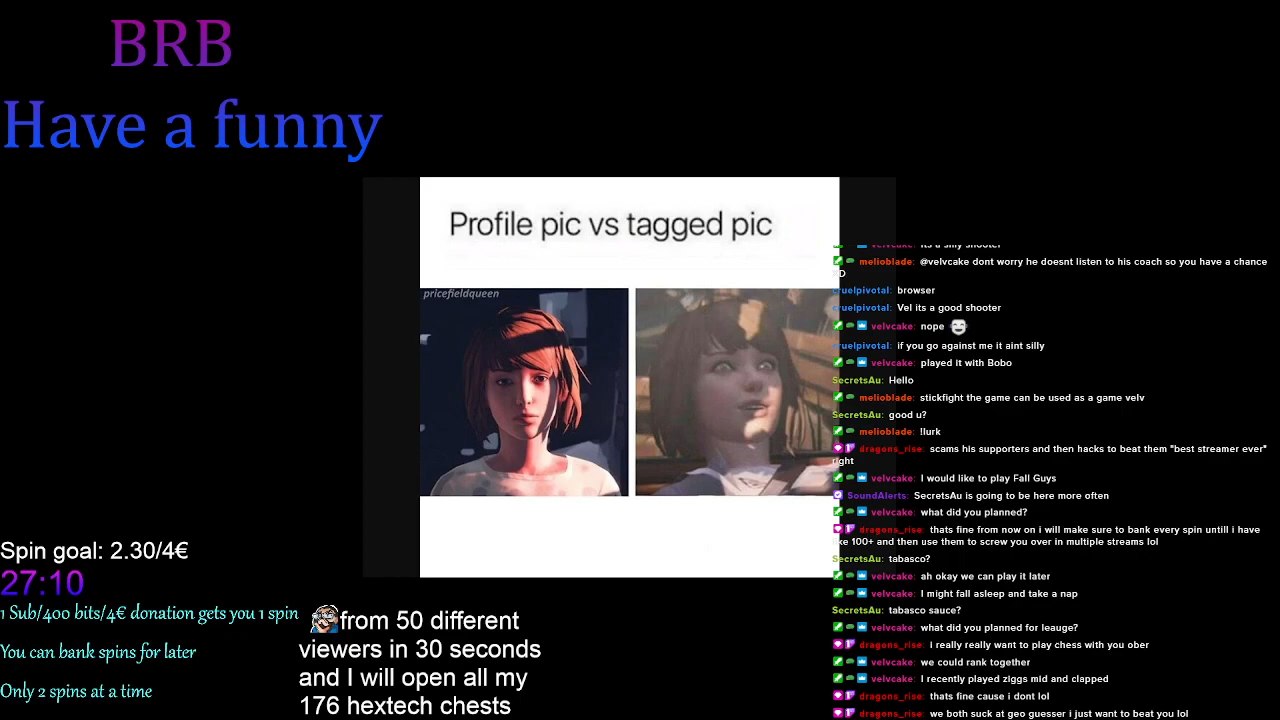 BRB
Have a funny
Profile pic vs tagged pic
pricefieldqueen
velvcake: its a silly shooter
melioblade: @velvcake dont worry he doesnt listen to his coach so you have a chance
XD
cruelpivotal: browser
cruelpivotal: Vel its a good shooter
velvcake: nope
cruelpivotal: if you go against me it aint silly
velvcake: played it with Bobo
SecretsAu: Hello
melioblade: stickfight the game can be used as a game velv
SecretsAu: good u?
melioblade: !lurk
dragons_rise: scams his supporters and then hacks to beat them "best streamer ever"
right
velvcake: I would like to play Fall Guys
SoundAlerts: SecretsAu is going to be here more often
velvcake: what did you planned?
dragons_rise: thats fine from now on i will make sure to bank every spin untill i have
like 100+ and then use them to screw you over in multiple streams lol
SecretsAu: tabasco?
velvcake: ah okay we can play it later
velvcake: I might fall asleep and take a nap
SecretsAu: tabasco sauce?
velvcake: what did you planned for leauge?
dragons_rise: I really really want to play chess with you ober
velvcake: we could rank together
velvcake: I recently played ziggs mid and clapped
dragons_rise: thats fine cause i dont lol
dragons_rise: we both suck at geo guesser i just want to beat you lol
Spin goal: 2.30/4€
27:10
1 Sub/400 bits/4€ donation gets you 1 spin
You can bank spins for later
Only 2 spins at a time
from 50 different
viewers in 30 seconds
and I will open all my
176 hextech chests